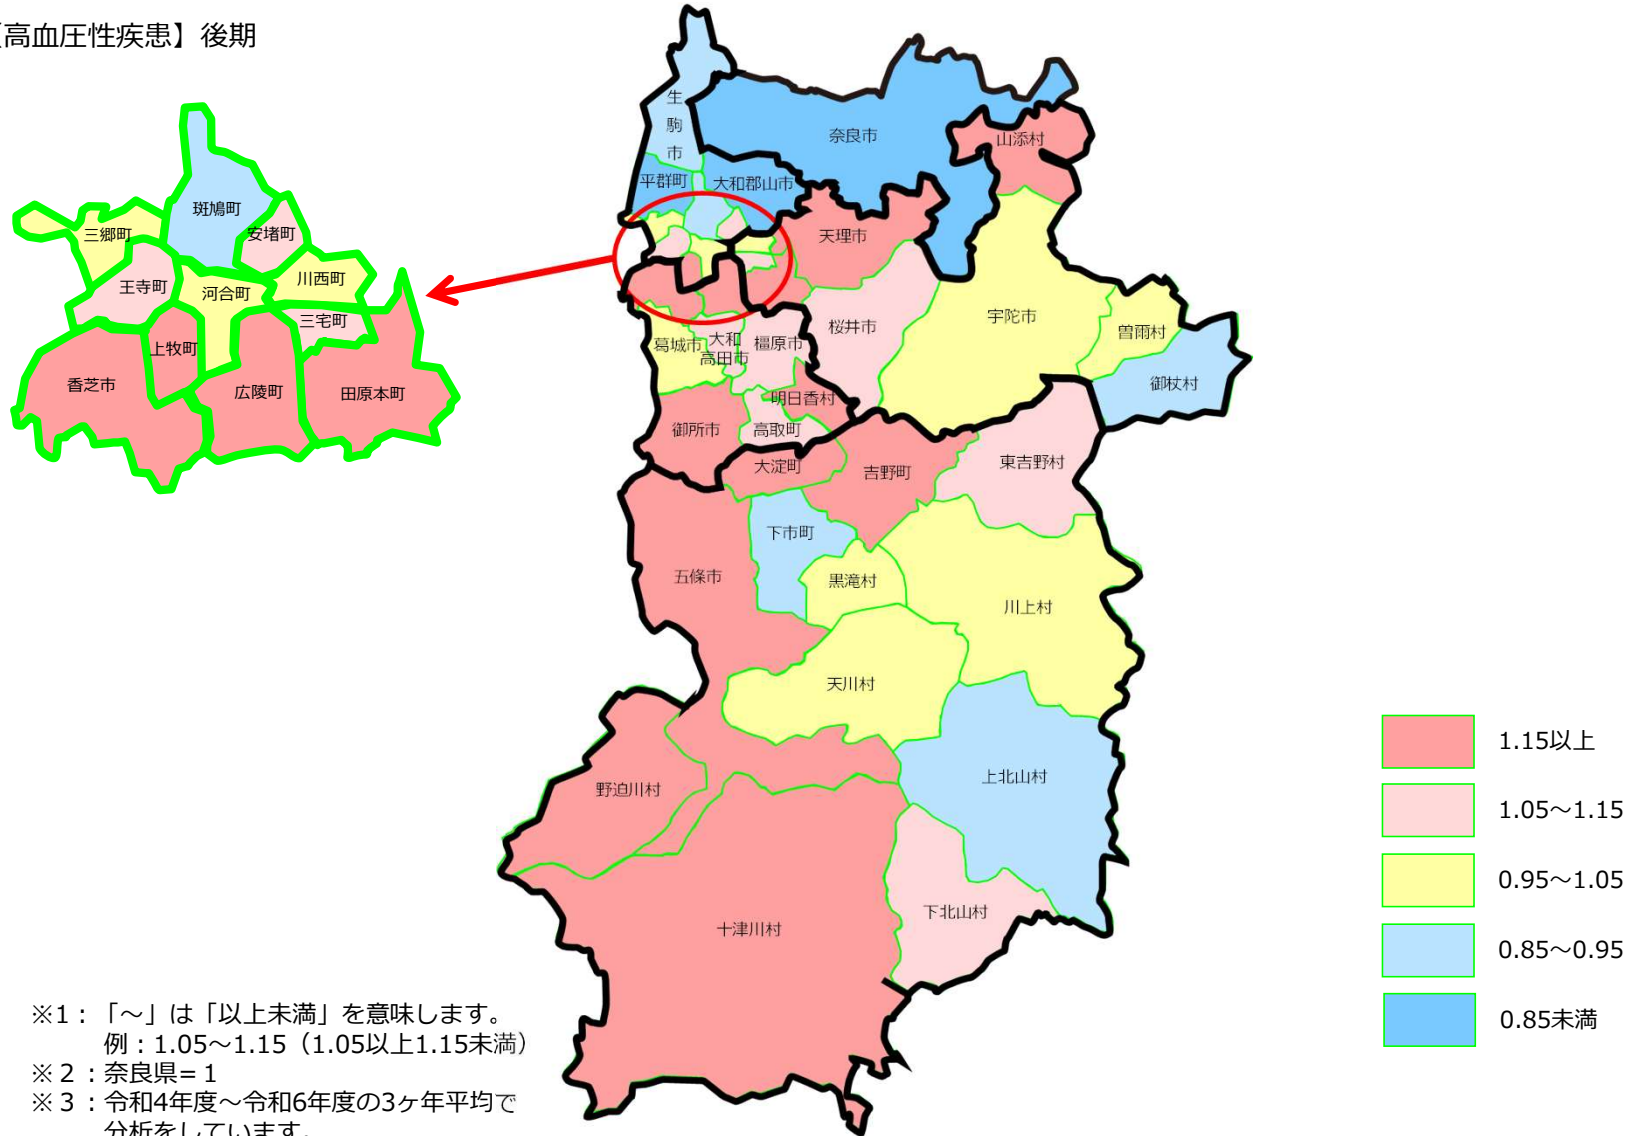 【高血圧性疾患】後期
斑鳩町
三郷町
安堵町
王寺町
河合町
川西町
三宅町
上牧町
香芝市
広陵町
田原本町
生駒市
奈良市
山添村
平群町
大和郡山市
天理市
宇陀市
曽爾村
桜井市
葛城市
大和
高田市
橿原市
御杖村
明日香村
御所市
高取町
大淀町
吉野町
東吉野村
下市町
五條市
黒滝村
川上村
天川村
野迫川村
上北山村
下北山村
十津川村
1.15以上
1.05～1.15
0.95～1.05
0.85～0.95
0.85未満
※1：「～」は「以上未満」を意味します。
例：1.05～1.15（1.05以上1.15未満）
※２：奈良県=１
※３：令和4年度～令和6年度の3ヶ年平均で
分析をしています。